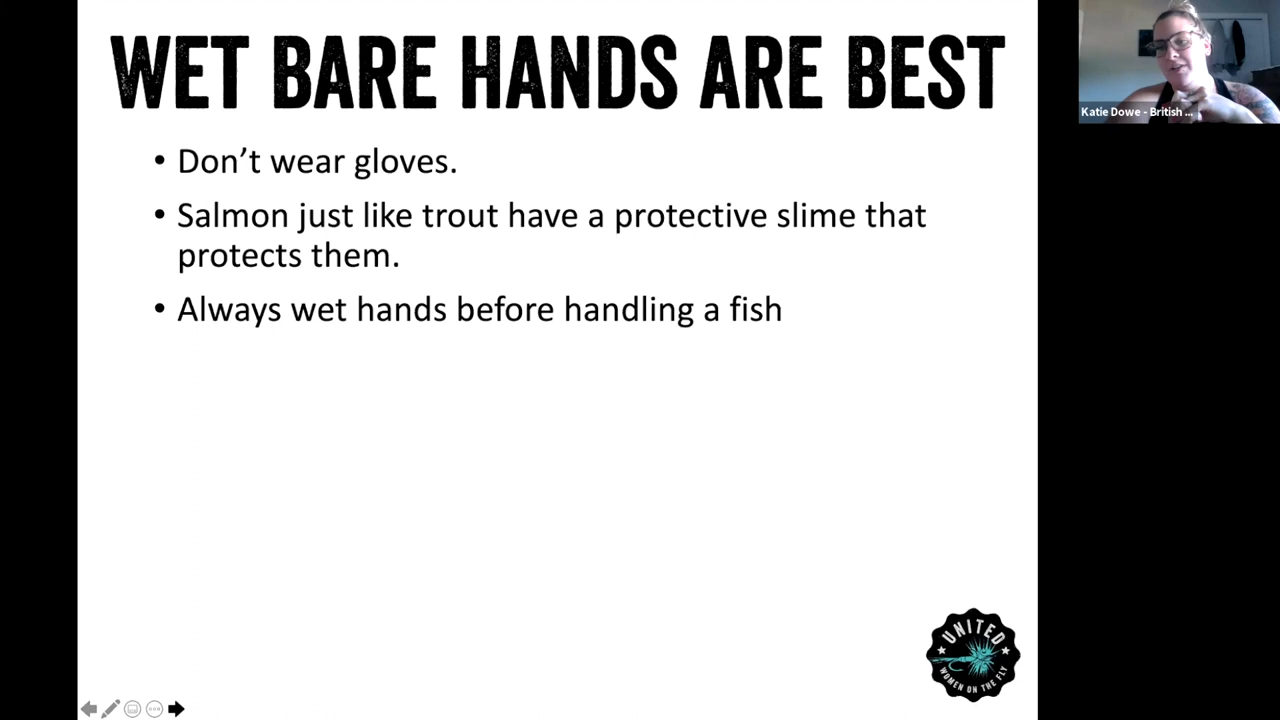 WET BARE HANDS ARE BEST
Katie Dowe - British ...
• Don’t wear gloves.
• Salmon just like trout have a protective slime that
protects them.
• Always wet hands before handling a fish
UNITED
WOMEN ON THE FLY